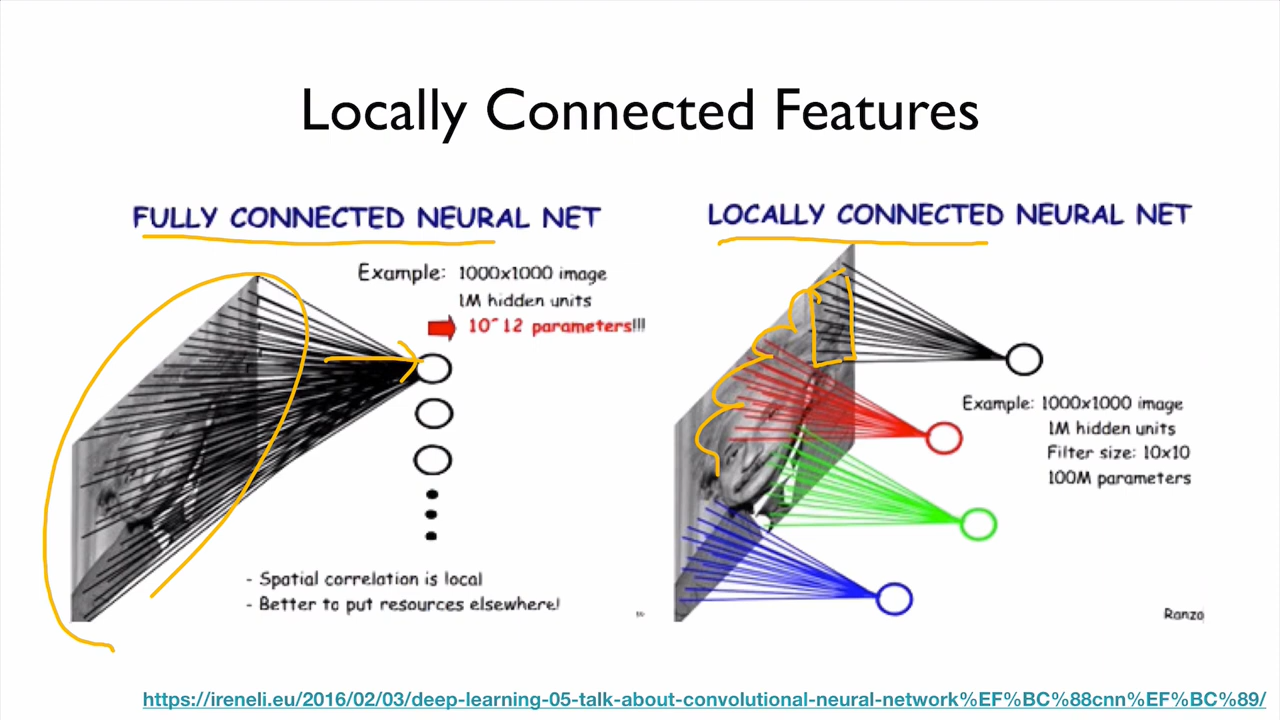 Locally Connected Features
FULLY CONNECTED NEURAL NET
Example: 1000x1000 image
1M hidden units
10^12 parameters!!!
- Spatial correlation is local
- Better to put resources elsewhere!
LOCALLY CONNECTED NEURAL NET
Example: 1000x1000 image
1M hidden units
Filter size: 10x10
100M parameters
Ranzo
https://ireneli.eu/2016/02/03/deep-learning-05-talk-about-convolutional-neural-network%EF%BC%88cnn%EF%BC%89/